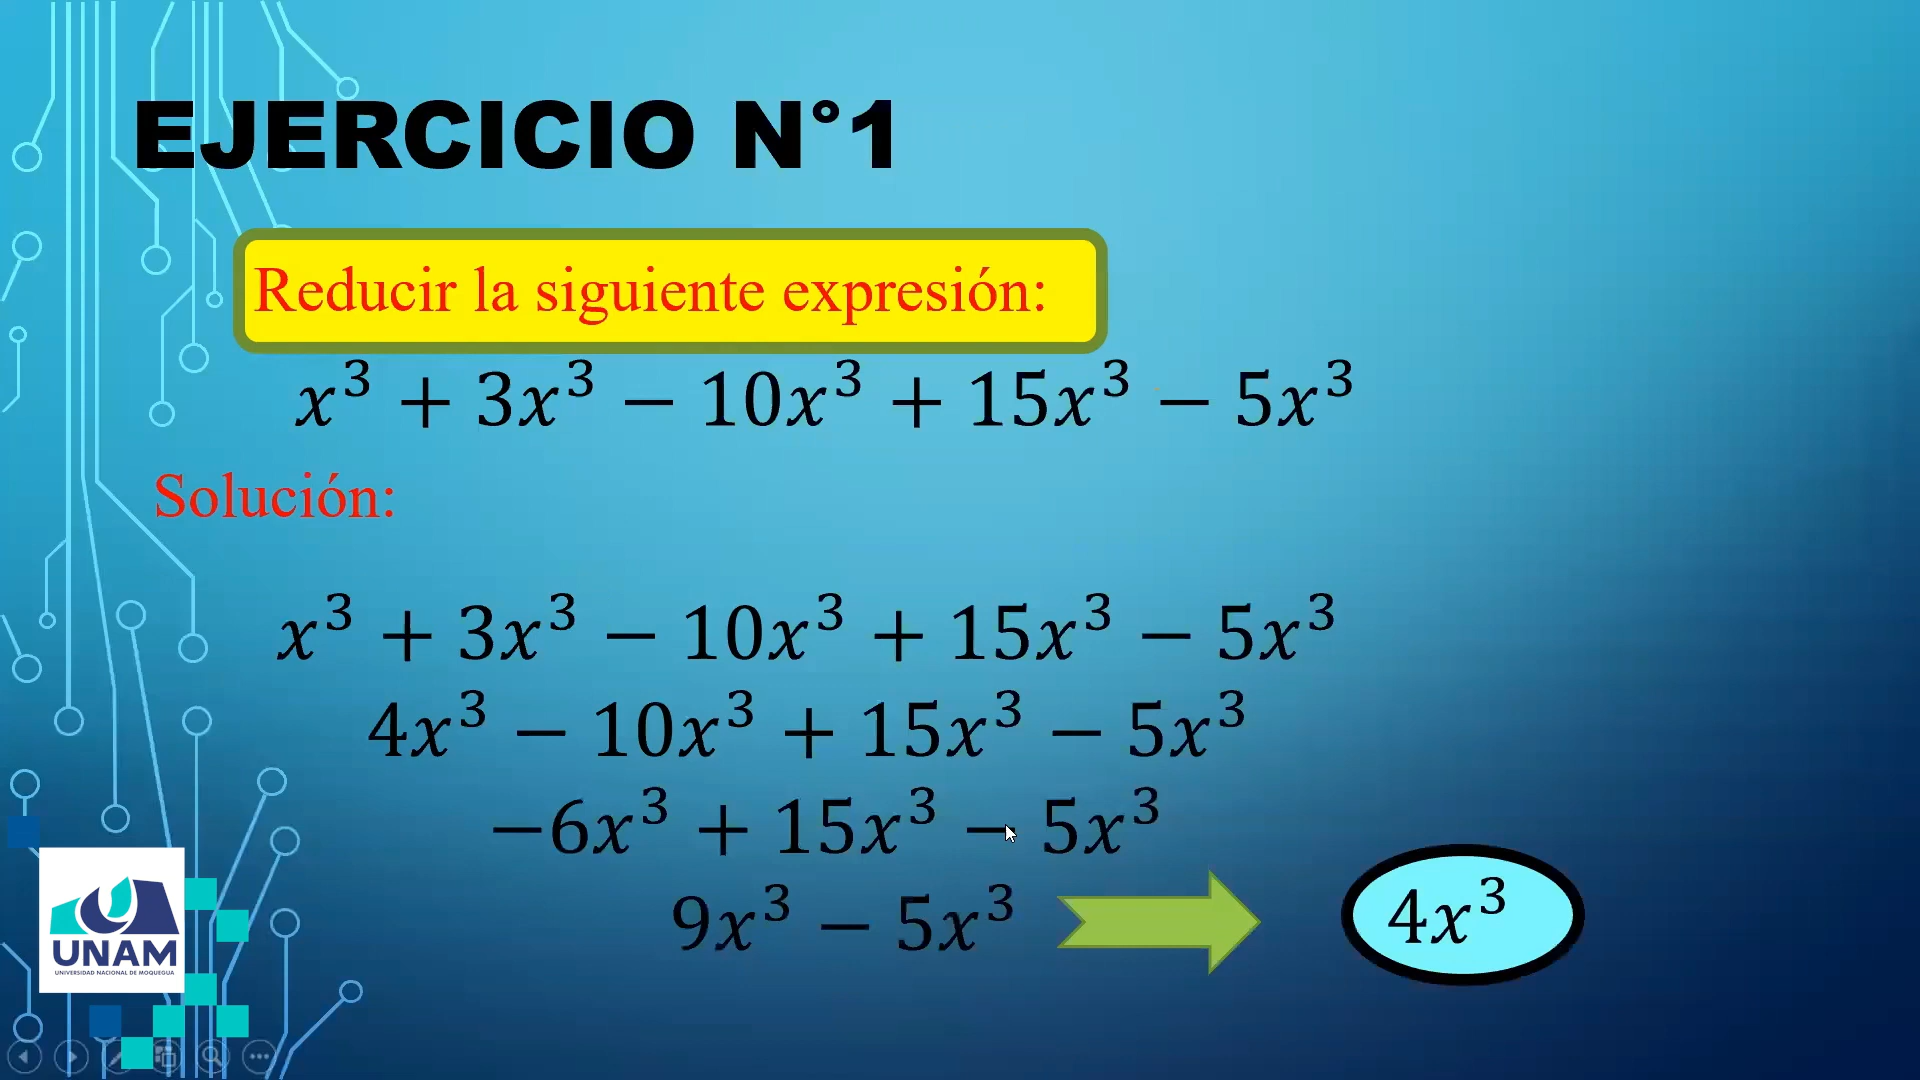 EJERCICIO N°1
Reducir la siguiente expresión:
x³ + 3x³ − 10x³ + 15x³ − 5x³
Solución:
x³ + 3x³ − 10x³ + 15x³ − 5x³
4x³ − 10x³ + 15x³ − 5x³
−6x³ + 15x³ − 5x³
9x³ − 5x³
4x³
UNAM
UNIVERSIDAD NACIONAL DE MOQUEGUA